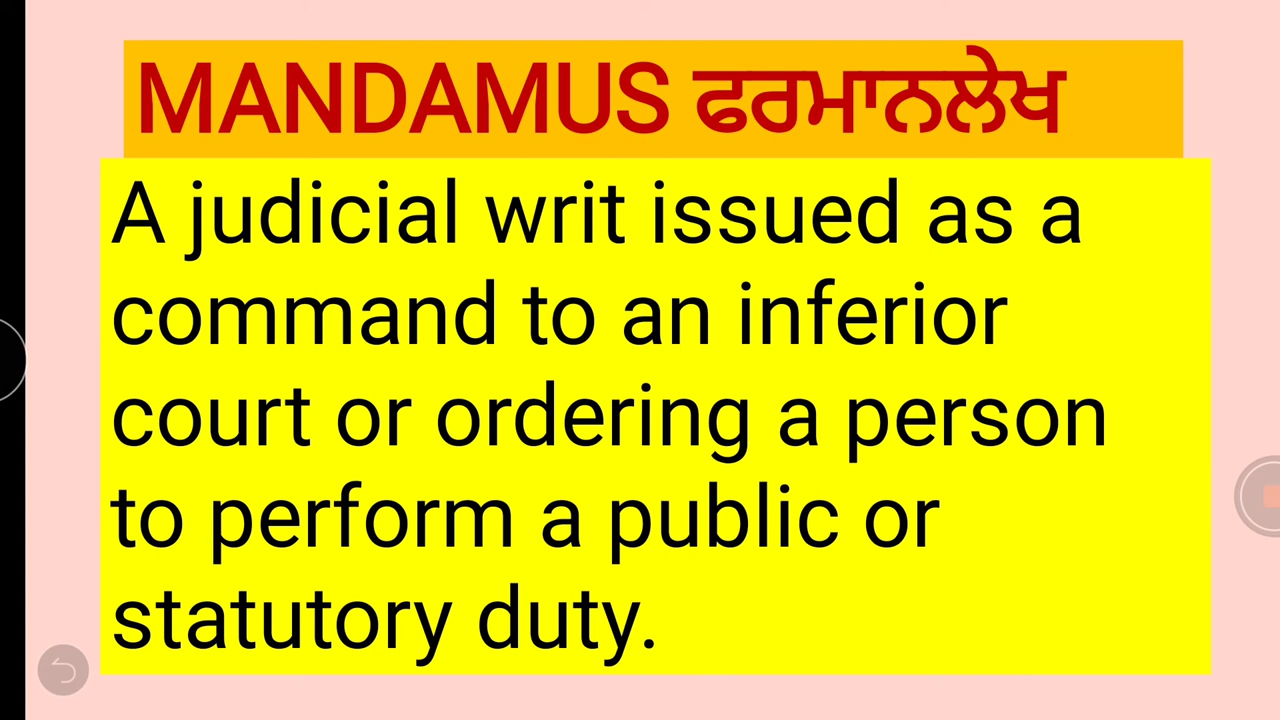 MANDAMUS ਫਰਮਾਨਲੇਖ
A judicial writ issued as a
command to an inferior
court or ordering a person
to perform a public or
statutory duty.